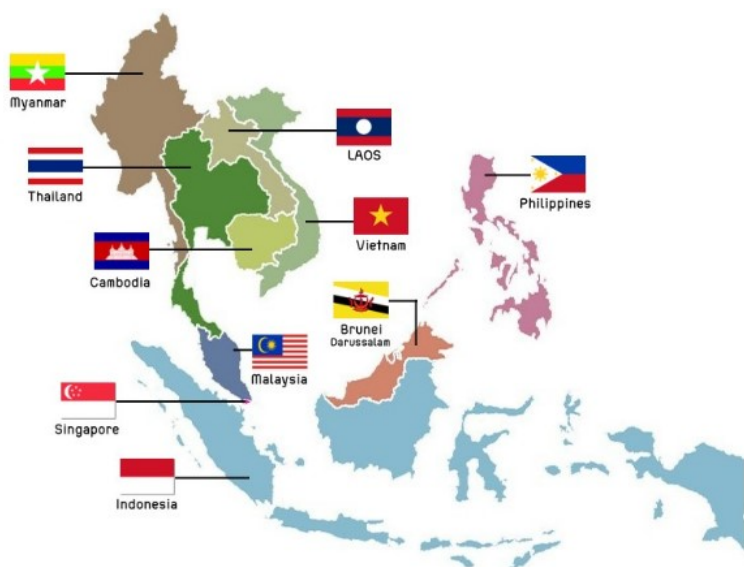 Myanmar
LAOS
Thailand
Philippines
Vietnam
Cambodia
Brunei
Darussalam
Malaysia
Singapore
Indonesia